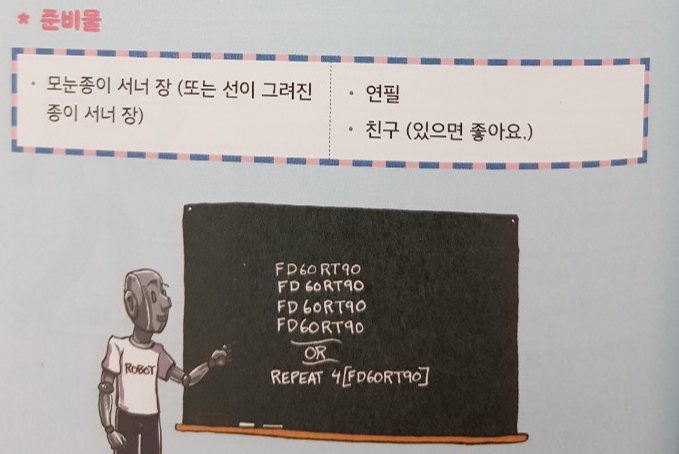 * 준비물
· 모눈종이 서너 장 (또는 선이 그려진
종이 서너 장)
· 연필
· 친구 (있으면 좋아요.)
FD60RT90
FD60RT90
FD60RT90
FD60RT90
OR
REPEAT 4[FD60RT90]
ROBOT